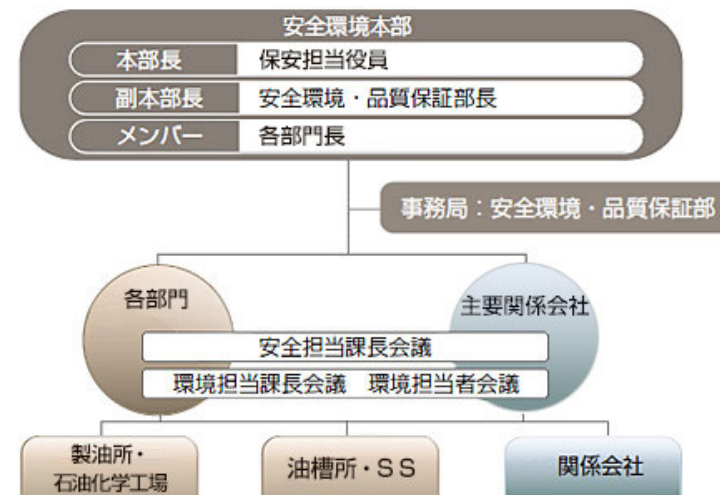 安全環境本部
本部長 保安担当役員
副本部長 安全環境・品質保証部長
メンバー 各部門長
事務局：安全環境・品質保証部
各部門
主要関係会社
安全担当課長会議
環境担当課長会議 環境担当者会議
製油所・
石油化学工場
油槽所・ＳＳ
関係会社